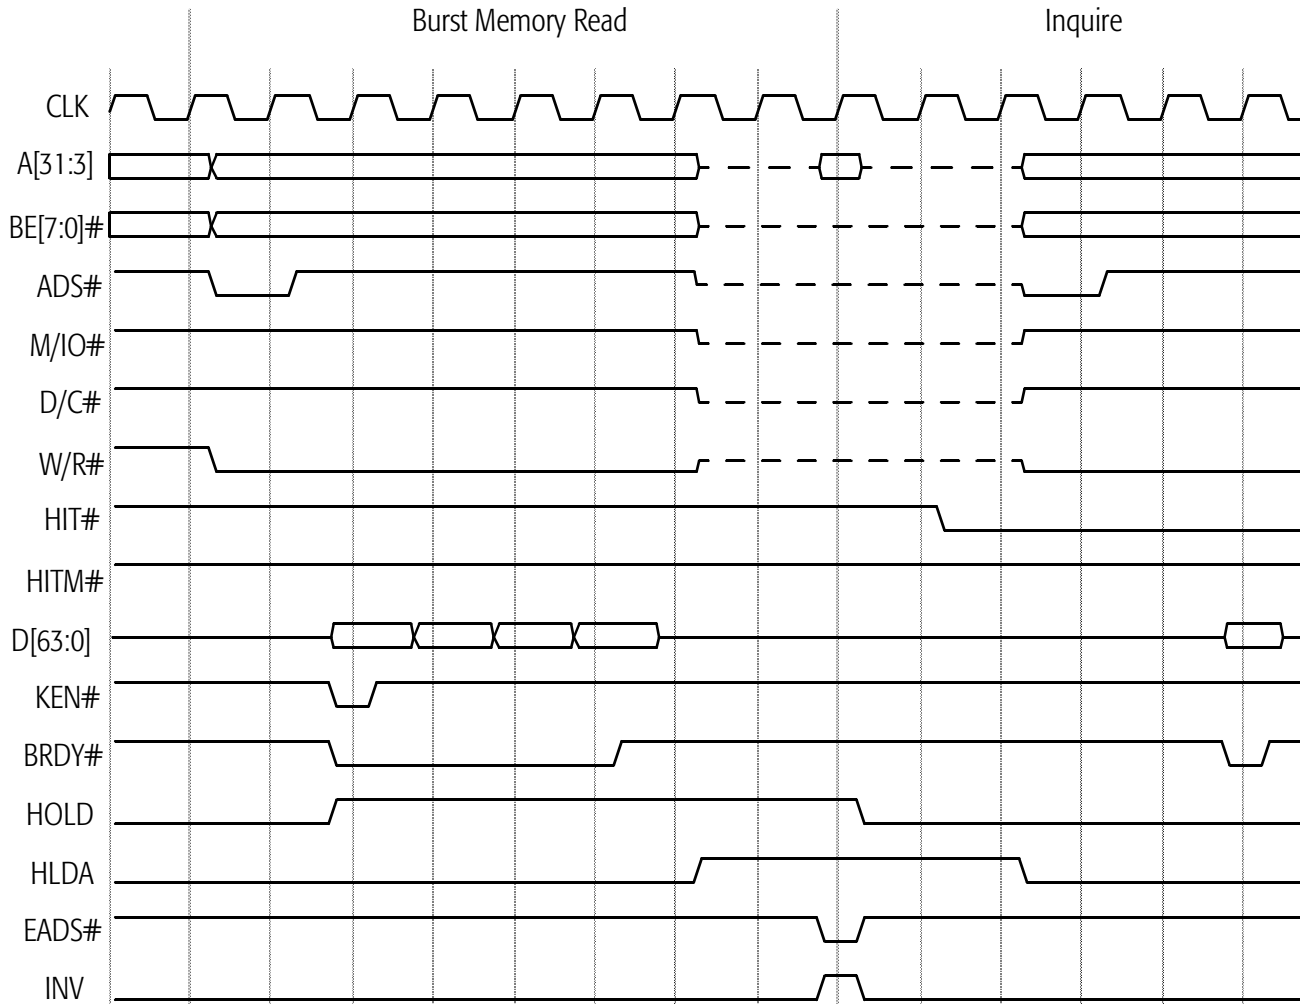 Burst Memory Read
Inquire
CLK
A[31:3]
BE[7:0]#
ADS#
M/IO#
D/C#
W/R#
HIT#
HITM#
D[63:0]
KEN#
BRDY#
HOLD
HLDA
EADS#
INV